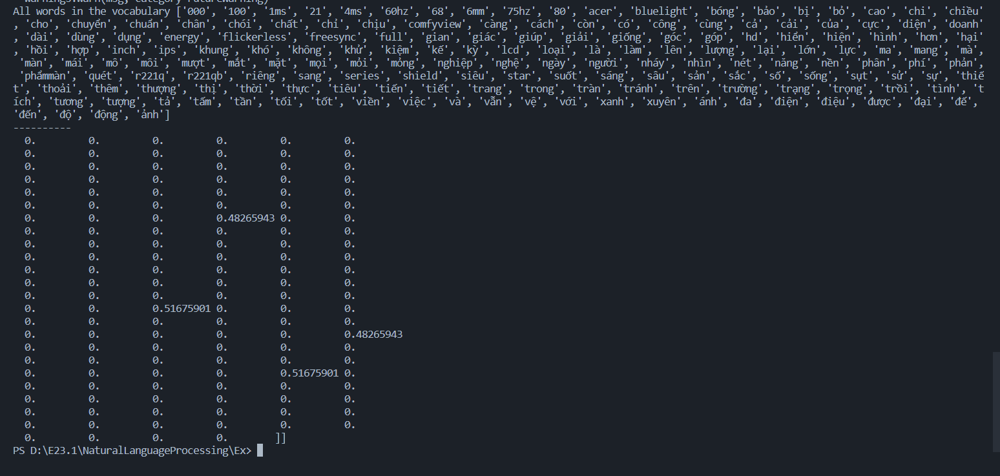 warnings.warn(msg, category=FutureWarning)
All words in the vocabulary ['000', '100', '1ms', '21', '4ms', '60hz', '68', '6mm', '75hz', '80', 'acer', 'bluelight', 'bóng', 'bảo', 'bị', 'bỏ', 'cao', 'chi', 'chiều'
, 'cho', 'chuyển', 'chuẩn', 'chân', 'chói', 'chất', 'chỉ', 'chịu', 'comfyview', 'càng', 'cách', 'còn', 'có', 'công', 'cùng', 'cả', 'cải', 'của', 'cực', 'diện', 'doanh'
, 'dài', 'dùng', 'dụng', 'energy', 'flickerless', 'freesync', 'full', 'gian', 'giác', 'giúp', 'giải', 'giống', 'góc', 'góp', 'hd', 'hiển', 'hiện', 'hình', 'hơn', 'hại'
, 'hồi', 'hợp', 'inch', 'ips', 'khung', 'khó', 'không', 'khử', 'kiệm', 'kế', 'kỳ', 'lcd', 'loại', 'là', 'làm', 'lên', 'lượng', 'lại', 'lớn', 'lực', 'ma', 'mang', 'mà',
'màn', 'mái', 'mô', 'môi', 'mượt', 'mắt', 'mặt', 'mọi', 'mỏi', 'mỏng', 'nghiệp', 'nghệ', 'ngày', 'người', 'nháy', 'nhìn', 'nét', 'năng', 'nền', 'phân', 'phí', 'phản',
'phẩmmàn', 'quét', 'r221q', 'r221qb', 'riêng', 'sang', 'series', 'shield', 'siêu', 'star', 'suốt', 'sáng', 'sâu', 'sản', 'sắc', 'số', 'sống', 'sụt', 'sử', 'sự', 'thiế
t', 'thoải', 'thêm', 'thượng', 'thị', 'thời', 'thực', 'tiêu', 'tiến', 'tiết', 'trang', 'trong', 'tràn', 'tránh', 'trên', 'trường', 'trạng', 'trọng', 'trồi', 'tình', 't
ích', 'tương', 'tượng', 'tả', 'tấm', 'tần', 'tối', 'tốt', 'viền', 'việc', 'và', 'vẫn', 'vệ', 'với', 'xanh', 'xuyên', 'ánh', 'đa', 'điện', 'điệu', 'được', 'đại', 'đế',
'đến', 'độ', 'động', 'ảnh']
----------
0. 0. 0. 0. 0. 0.
0. 0. 0. 0. 0. 0.
0. 0. 0. 0. 0. 0.
0. 0. 0. 0. 0. 0.
0. 0. 0. 0. 0. 0.
0. 0. 0. 0. 0. 0.
0. 0. 0. 0.48265943 0. 0.
0. 0. 0. 0. 0. 0.
0. 0. 0. 0. 0. 0.
0. 0. 0. 0. 0. 0.
0. 0. 0. 0. 0. 0.
0. 0. 0. 0. 0. 0.
0. 0. 0. 0. 0. 0.
0. 0. 0.51675901 0. 0. 0.
0. 0. 0. 0. 0. 0.
0. 0. 0. 0. 0. 0.48265943
0. 0. 0. 0. 0. 0.
0. 0. 0. 0. 0. 0.
0. 0. 0. 0. 0.51675901 0.
0. 0. 0. 0. 0. 0.
0. 0. 0. 0. 0. 0.
0. 0. 0. 0. 0. 0.
0. 0. 0. 0. 0. 0.
0. 0. 0. 0. ]]
PS D:\E23.1\NaturalLanguageProcessing\Ex>